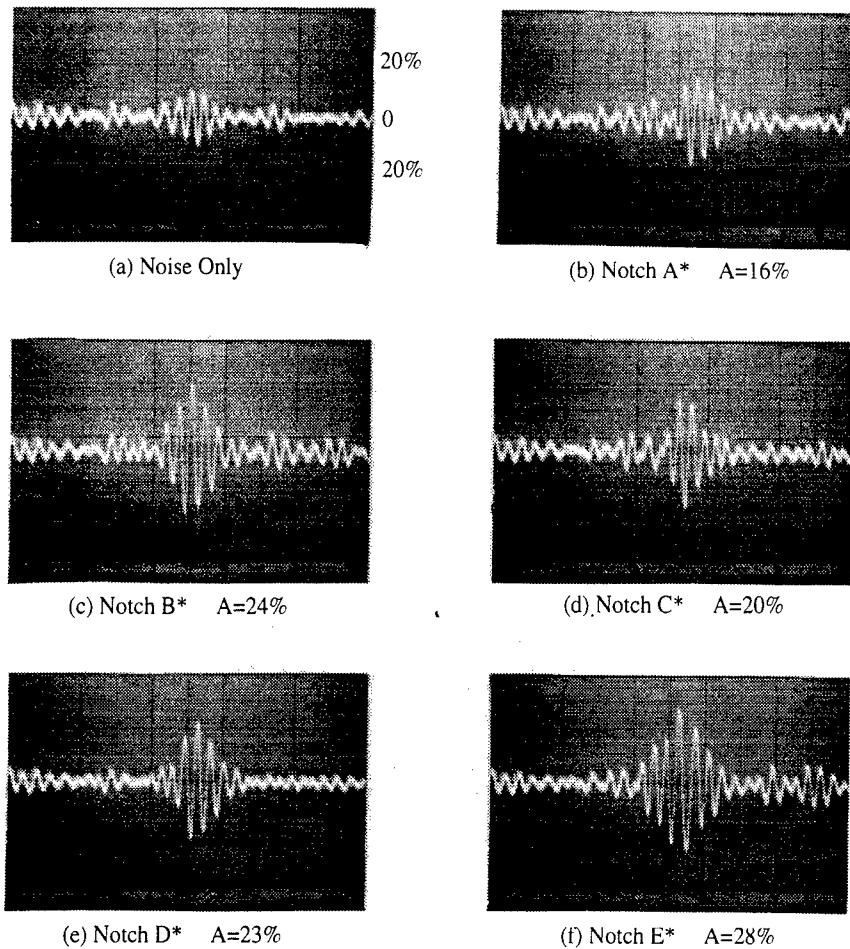 20%
0
20%
(a) Noise Only
(b) Notch A* A=16%
(c) Notch B* A=24%
(d) Notch C* A=20%
(e) Notch D* A=23%
(f) Notch E* A=28%